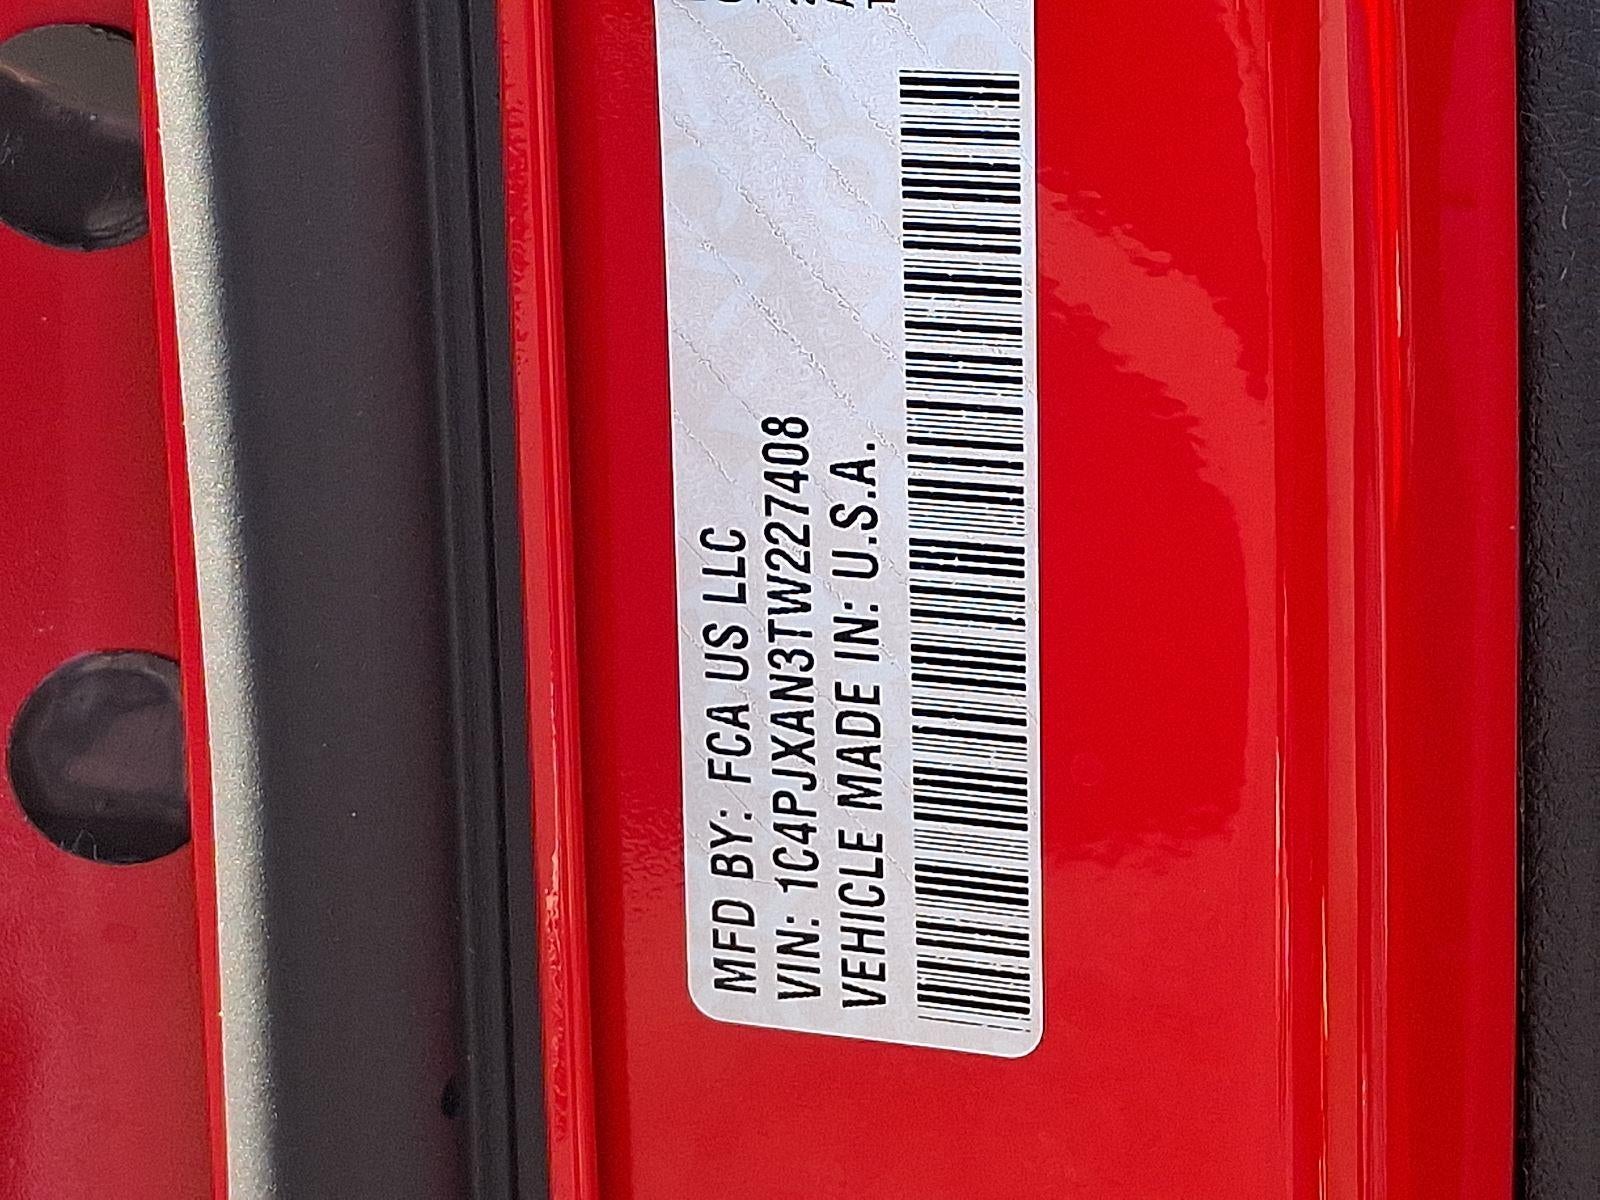 MFD BY: FCA US LLC
VIN: 1C4PJXAN3TW227408
VEHICLE MADE IN: U.S.A.